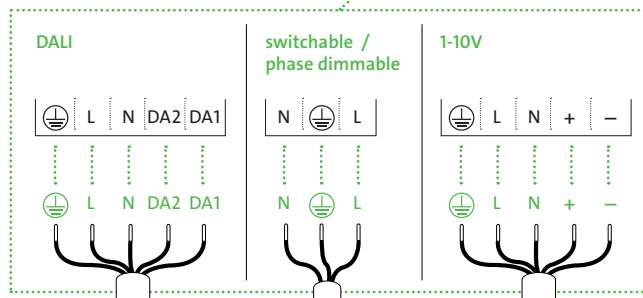 DALI
L N DA2 DA1
L N DA2 DA1
switchable /
phase dimmable
N L
N L
1-10V
L N + –
L N + –